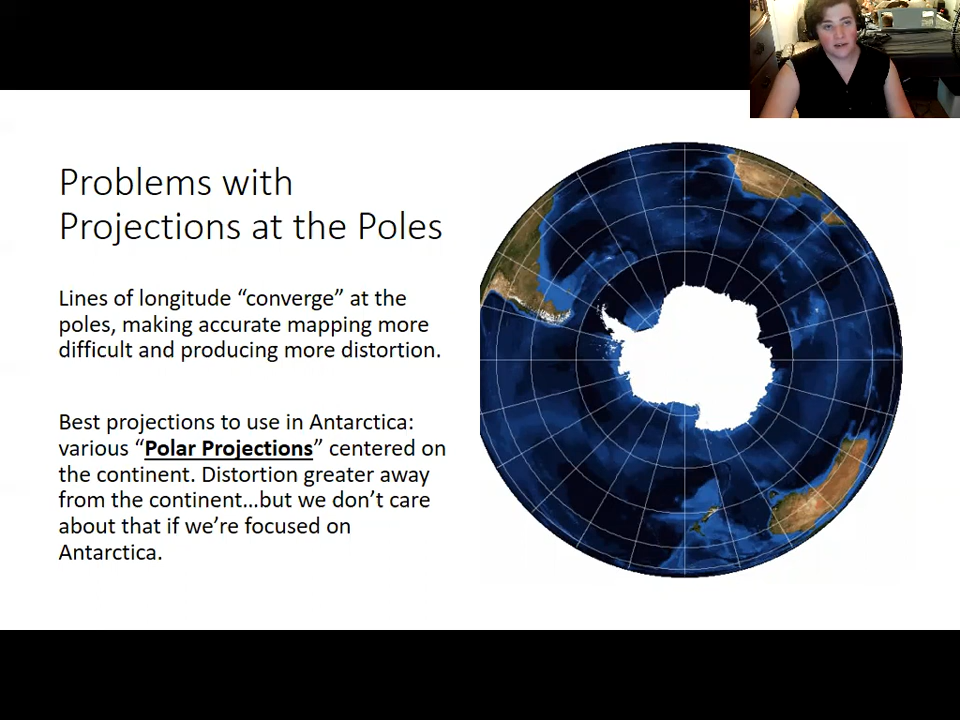 Problems with
Projections at the Poles
Lines of longitude “converge” at the
poles, making accurate mapping more
difficult and producing more distortion.
Best projections to use in Antarctica:
various “Polar Projections” centered on
the continent. Distortion greater away
from the continent…but we don’t care
about that if we’re focused on
Antarctica.